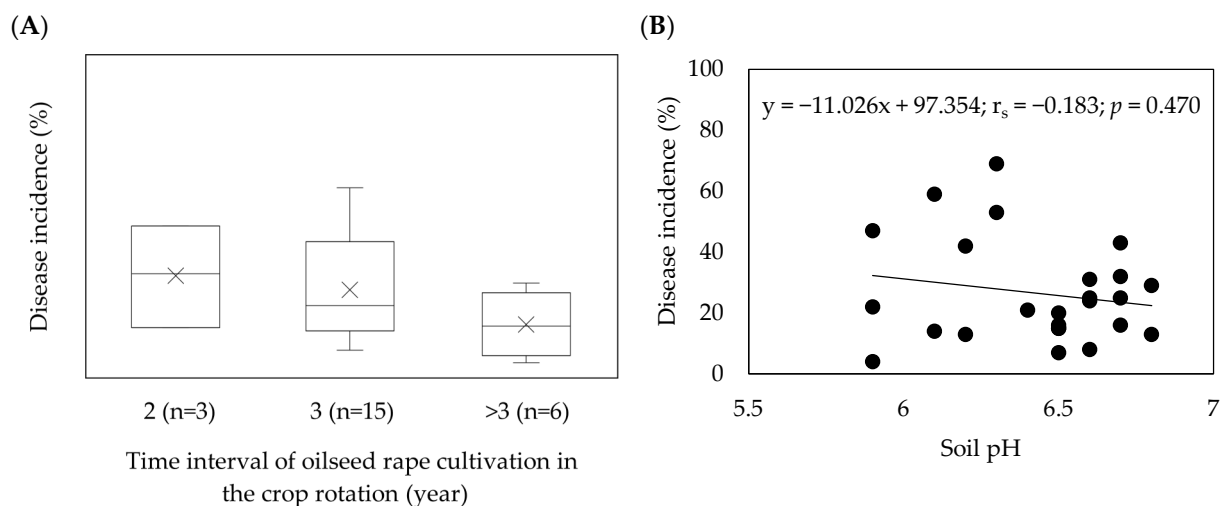 (A)
Disease incidence (%)
2 (n=3)
3 (n=15)
>3 (n=6)
Time interval of oilseed rape cultivation in
the crop rotation (year)
(B)
Disease incidence (%)
100
80
60
40
20
0
y = −11.026x + 97.354; rs = −0.183; p = 0.470
5.5
6
6.5
7
Soil pH